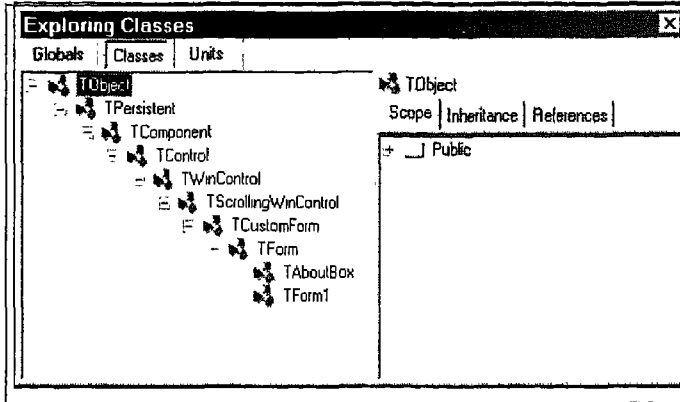 Exploring Classes
Globals Classes Units
TObject
TPersistent
TComponent
TControl
TWinControl
TScrollingWinControl
TCustomForm
TForm
TAboutBox
TForm1
TObject
Scope Inheritance References
Public